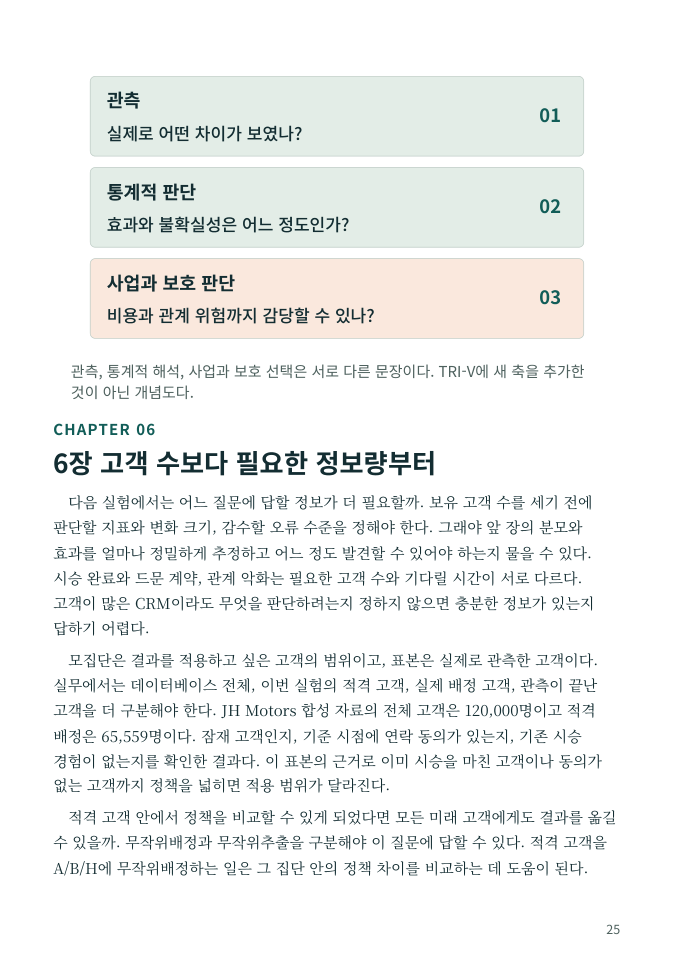 관측
실제로 어떤 차이가 보였나?
01
통계적 판단
효과와 불확실성은 어느 정도인가?
02
사업과 보호 판단
비용과 관계 위험까지 감당할 수 있나?
03
관측, 통계적 해석, 사업과 보호 선택은 서로 다른 문장이다. TRI-V에 새 축을 추가한
것이 아닌 개념도다.
CHAPTER 06
6장 고객 수보다 필요한 정보량부터
다음 실험에서는 어느 질문에 답할 정보가 더 필요할까. 보유 고객 수를 세기 전에
판단할 지표와 변화 크기, 감수할 오류 수준을 정해야 한다. 그래야 앞 장의 분모와
효과를 얼마나 정밀하게 추정하고 어느 정도 발견할 수 있어야 하는지 물을 수 있다.
시승 완료와 드문 계약, 관계 악화는 필요한 고객 수와 기다릴 시간이 서로 다르다.
고객이 많은 CRM이라도 무엇을 판단하려는지 정하지 않으면 충분한 정보가 있는지
답하기 어렵다.
모집단은 결과를 적용하고 싶은 고객의 범위이고, 표본은 실제로 관측한 고객이다.
실무에서는 데이터베이스 전체, 이번 실험의 적격 고객, 실제 배정 고객, 관측이 끝난
고객을 더 구분해야 한다. JH Motors 합성 자료의 전체 고객은 120,000명이고 적격
배정은 65,559명이다. 잠재 고객인지, 기준 시점에 연락 동의가 있는지, 기존 시승
경험이 없는지를 확인한 결과다. 이 표본의 근거로 이미 시승을 마친 고객이나 동의가
없는 고객까지 정책을 넓히면 적용 범위가 달라진다.
적격 고객 안에서 정책을 비교할 수 있게 되었다면 모든 미래 고객에게도 결과를 옮길
수 있을까. 무작위배정과 무작위추출을 구분해야 이 질문에 답할 수 있다. 적격 고객을
A/B/H에 무작위배정하는 일은 그 집단 안의 정책 차이를 비교하는 데 도움이 된다.
25